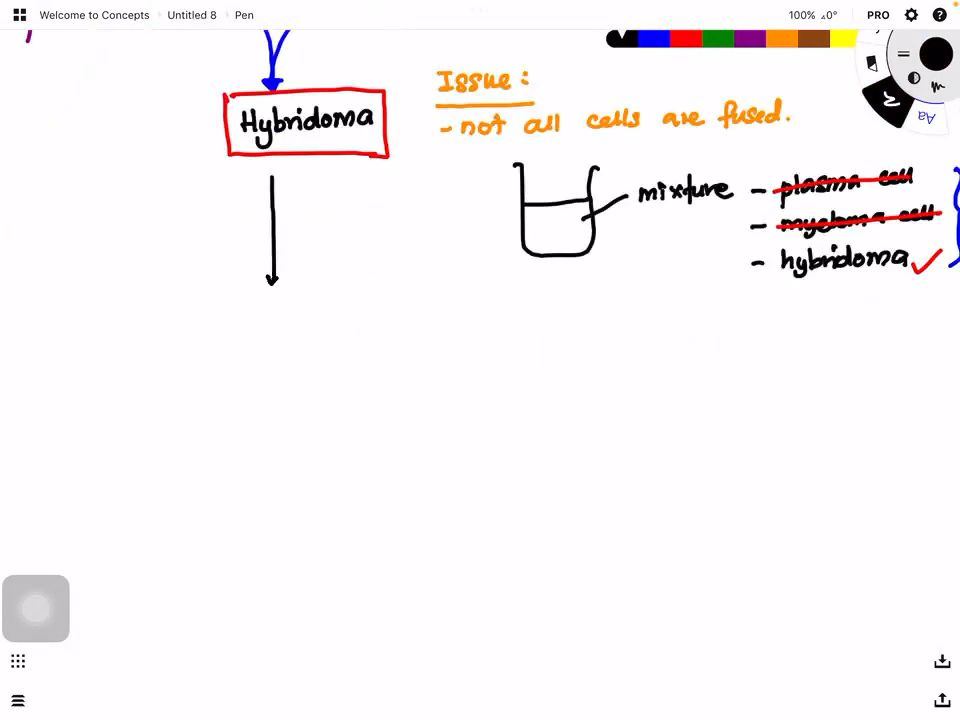 Welcome to Concepts Untitled 8 Pen 100% ⊿0° PRO
Issue:
Hybridoma
- not all cells are fused.
mixture - plasma cell
- myeloma cell
- hybridoma ✓
Aa